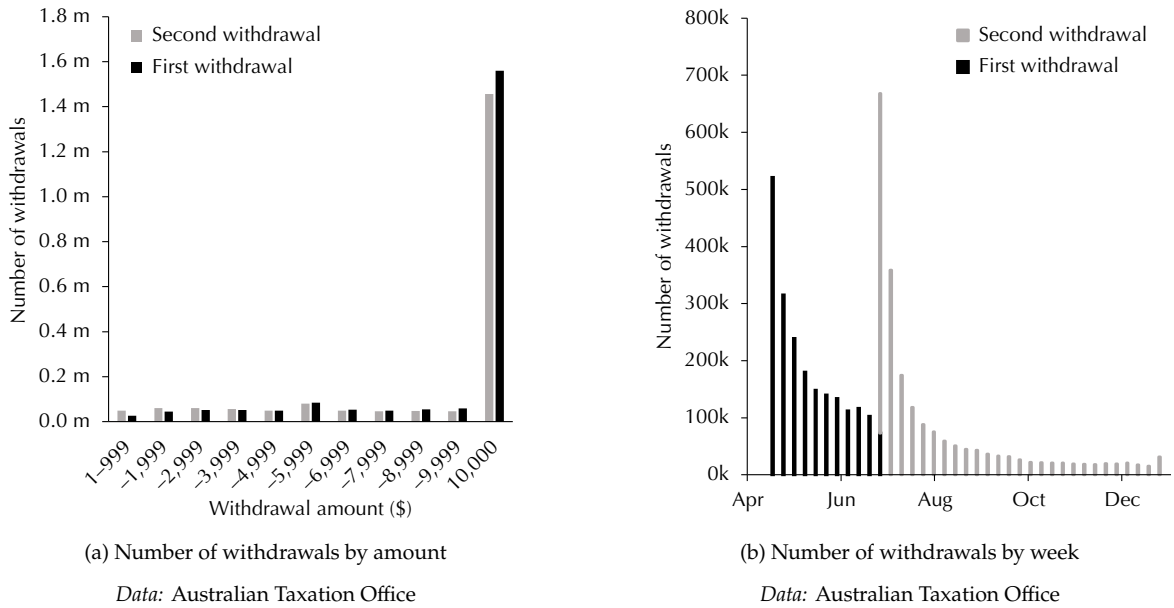 1.8 m
1.6 m
1.4 m
1.2 m
1.0 m
0.8 m
0.6 m
0.4 m
0.2 m
0.0 m
Number of withdrawals
Second withdrawal
First withdrawal
1–999
–1,999
–2,999
–3,999
–4,999
–5,999
–6,999
–7,999
–8,999
–9,999
10,000
Withdrawal amount ($)
(a) Number of withdrawals by amount
Data: Australian Taxation Office
800k
700k
600k
500k
400k
300k
200k
100k
0k
Number of withdrawals
Second withdrawal
First withdrawal
Apr
Jun
Aug
Oct
Dec
(b) Number of withdrawals by week
Data: Australian Taxation Office